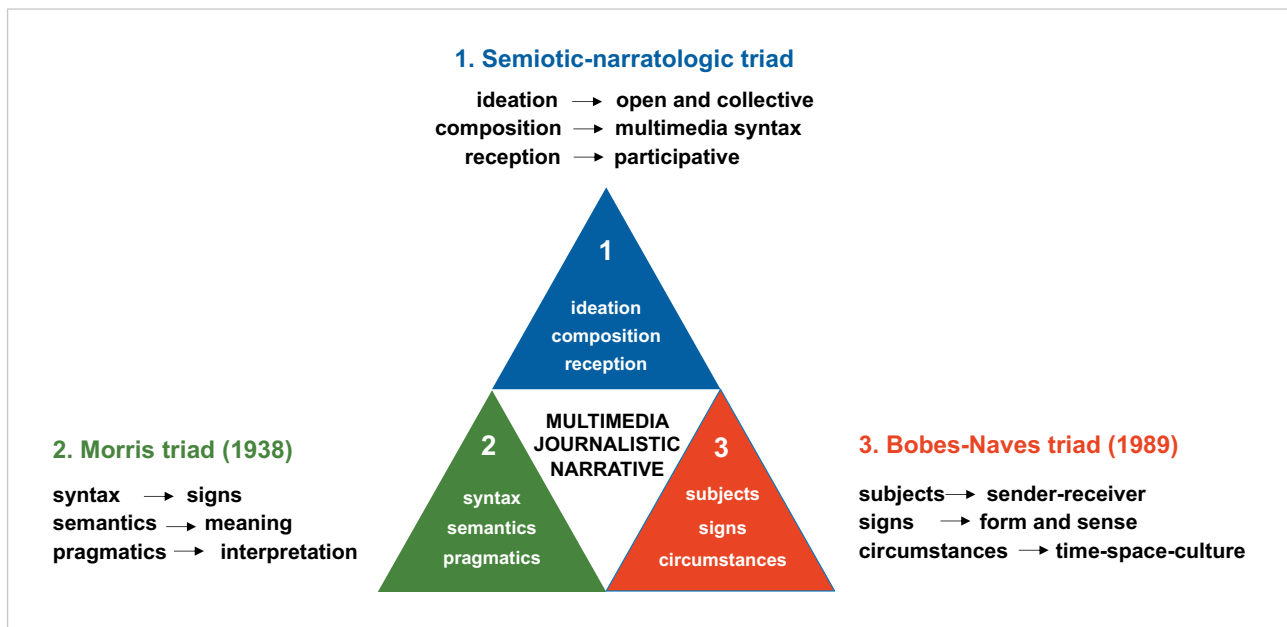 1. Semiotic-narratologic triad
ideation → open and collective
composition → multimedia syntax
reception → participative
1
ideation
composition
reception
MULTIMEDIA
JOURNALISTIC
NARRATIVE
2. Morris triad (1938)
syntax → signs
semantics → meaning
pragmatics → interpretation
2
syntax
semantics
pragmatics
3
subjects
signs
circumstances
3. Bobes-Naves triad (1989)
subjects → sender-receiver
signs → form and sense
circumstances → time-space-culture